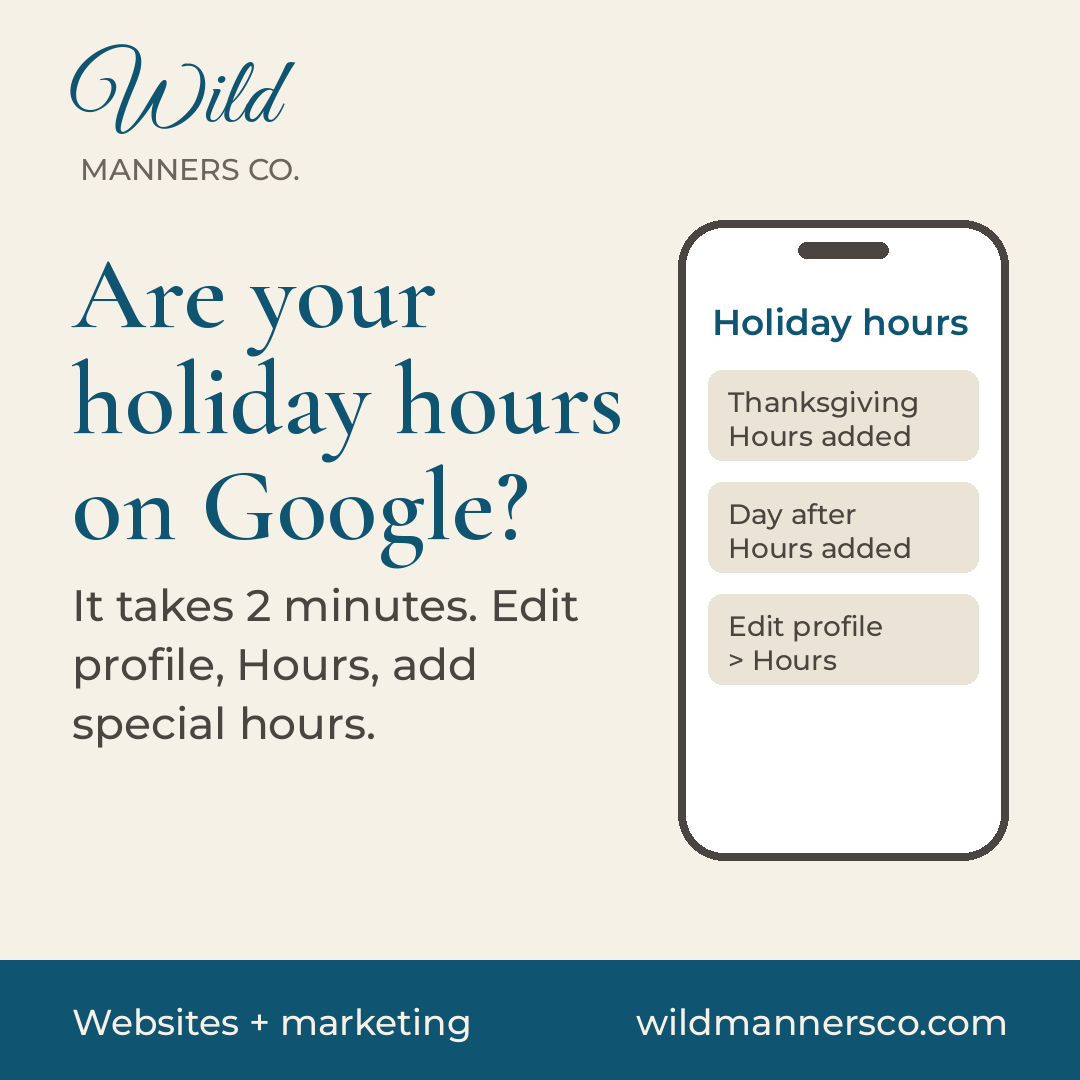 Wild
MANNERS CO.
Are your
holiday hours
on Google?
It takes 2 minutes. Edit
profile, Hours, add
special hours.
Holiday hours
Thanksgiving
Hours added
Day after
Hours added
Edit profile
> Hours
Websites + marketing
wildmannersco.com